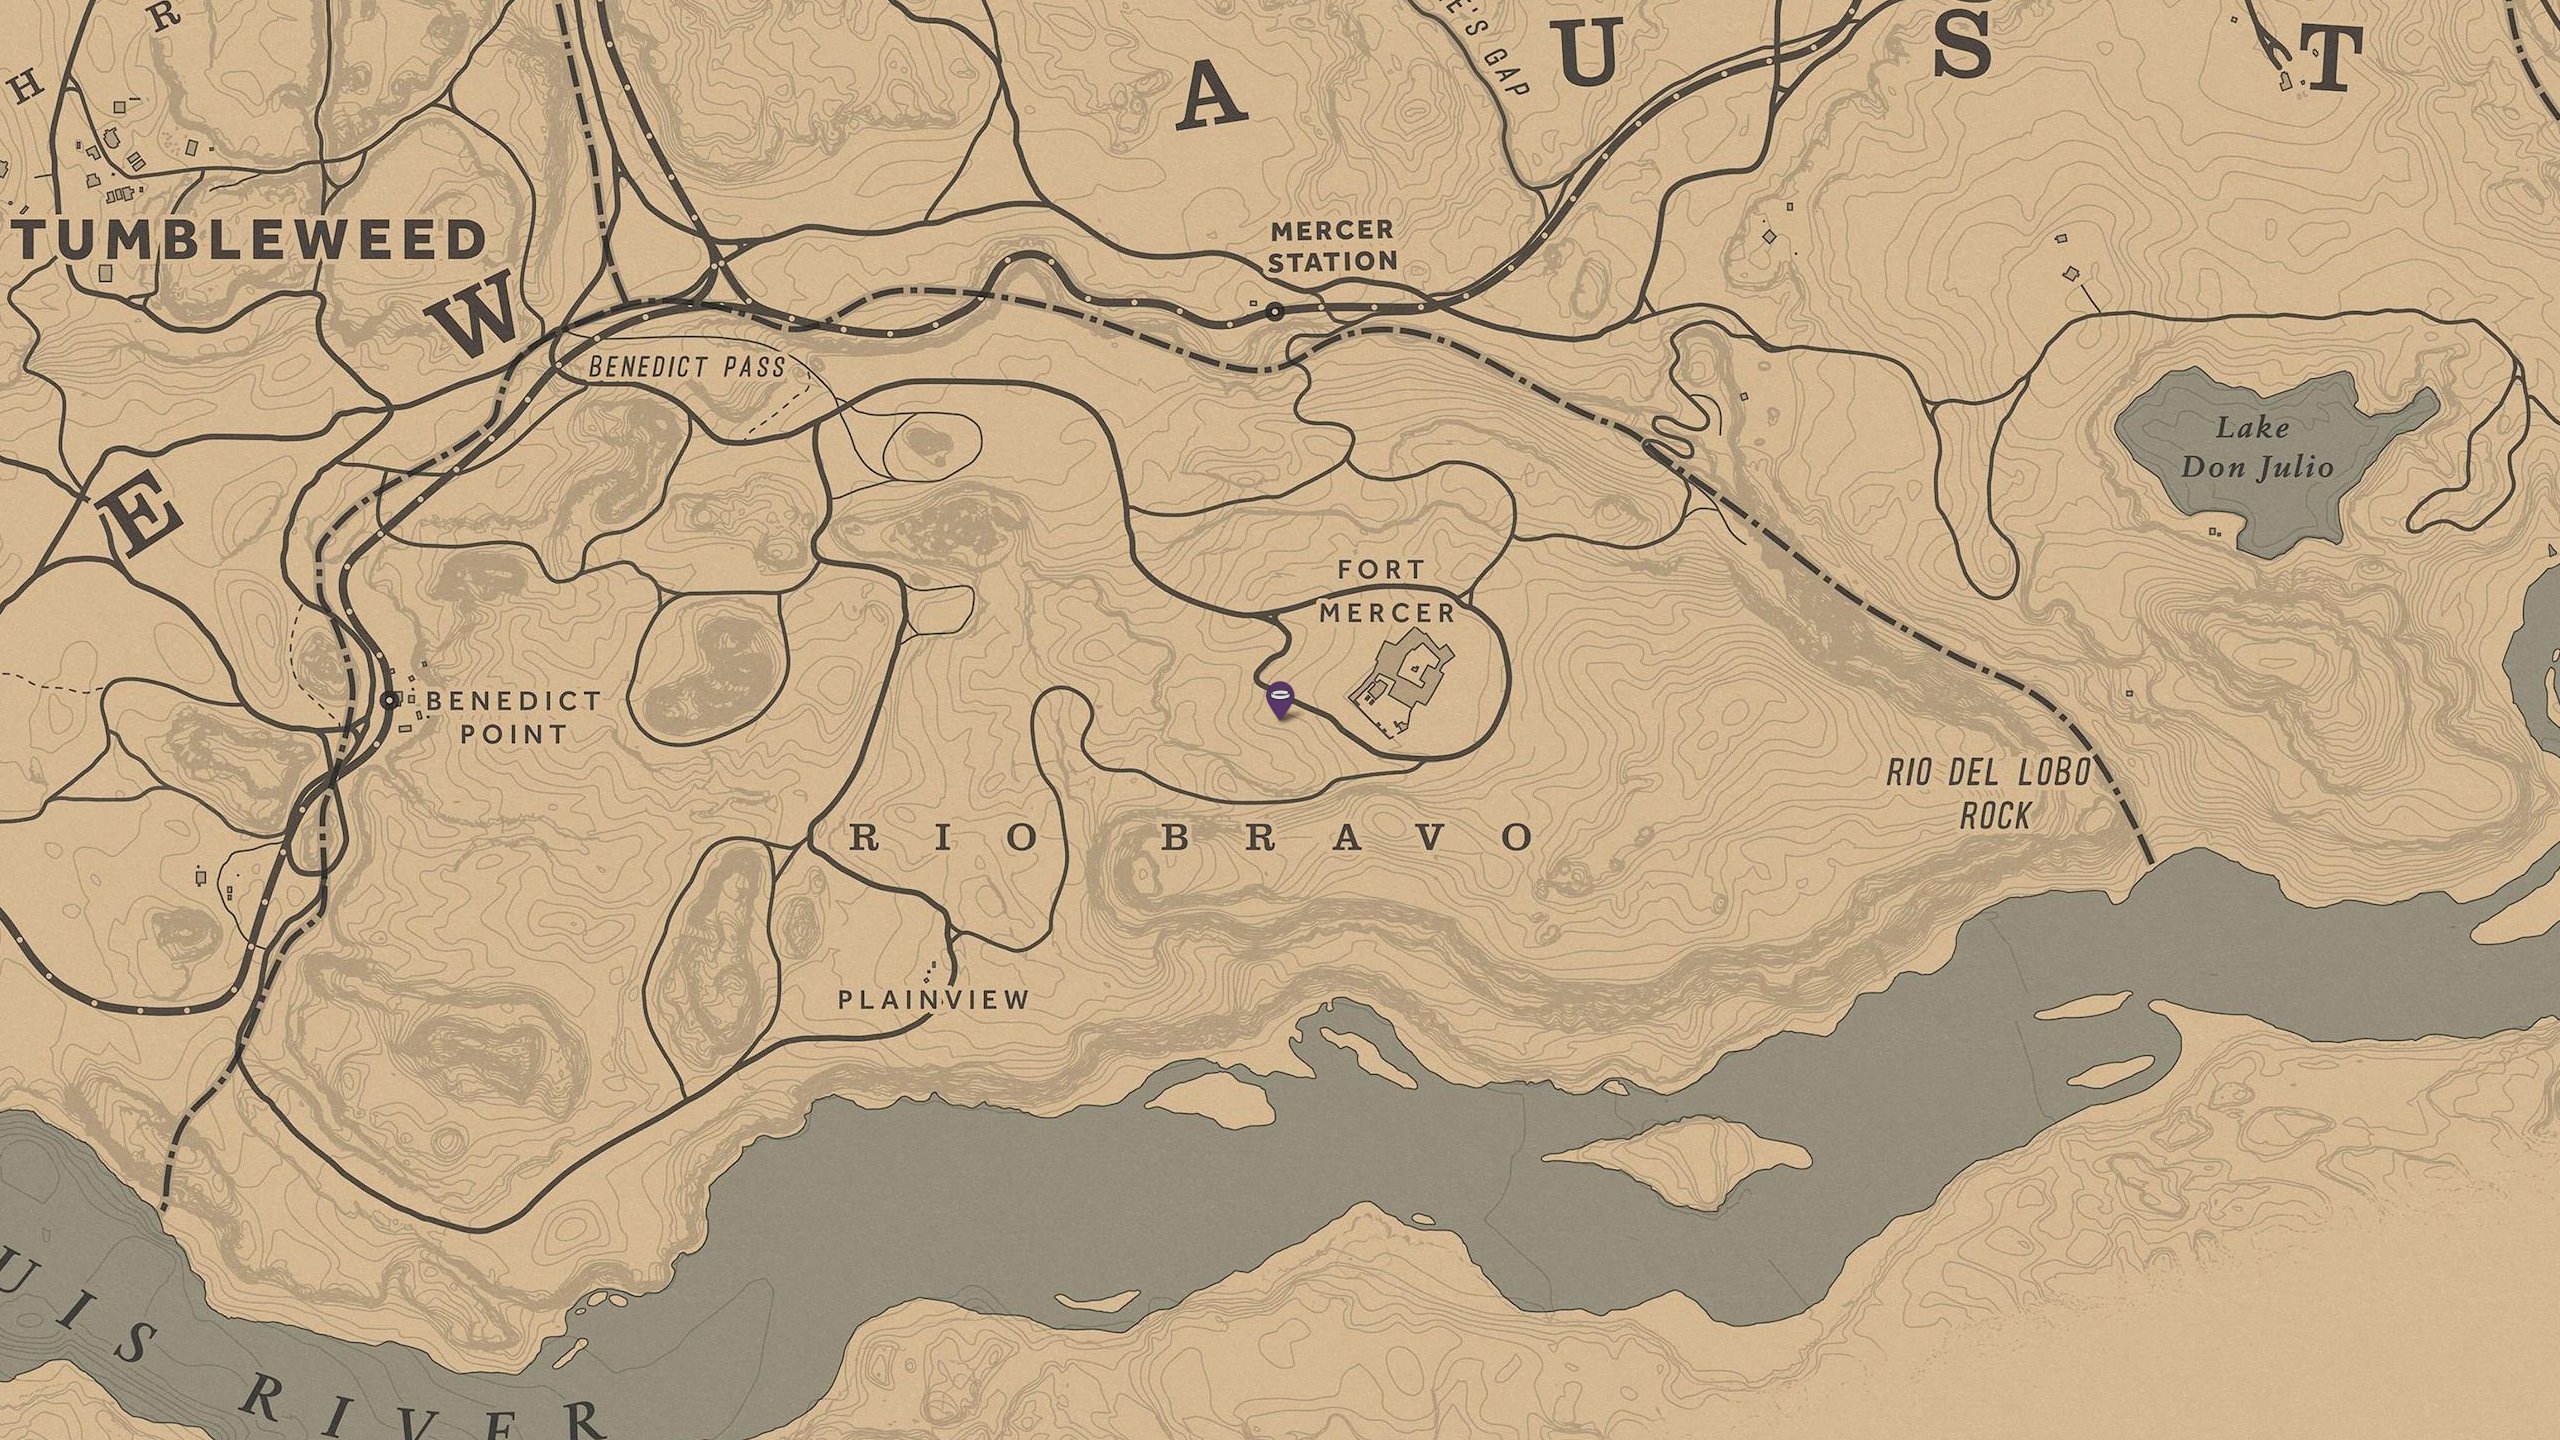 R
H
A
U
S
T
E'S GAP
TUMBLEWEED
W
E
MERCER
STATION
BENEDICT PASS
Lake
Don Julio
FORT
MERCER
BENEDICT
POINT
RIO DEL LOBO
ROCK
RIO BRAVO
PLAINVIEW
UIS RIVER